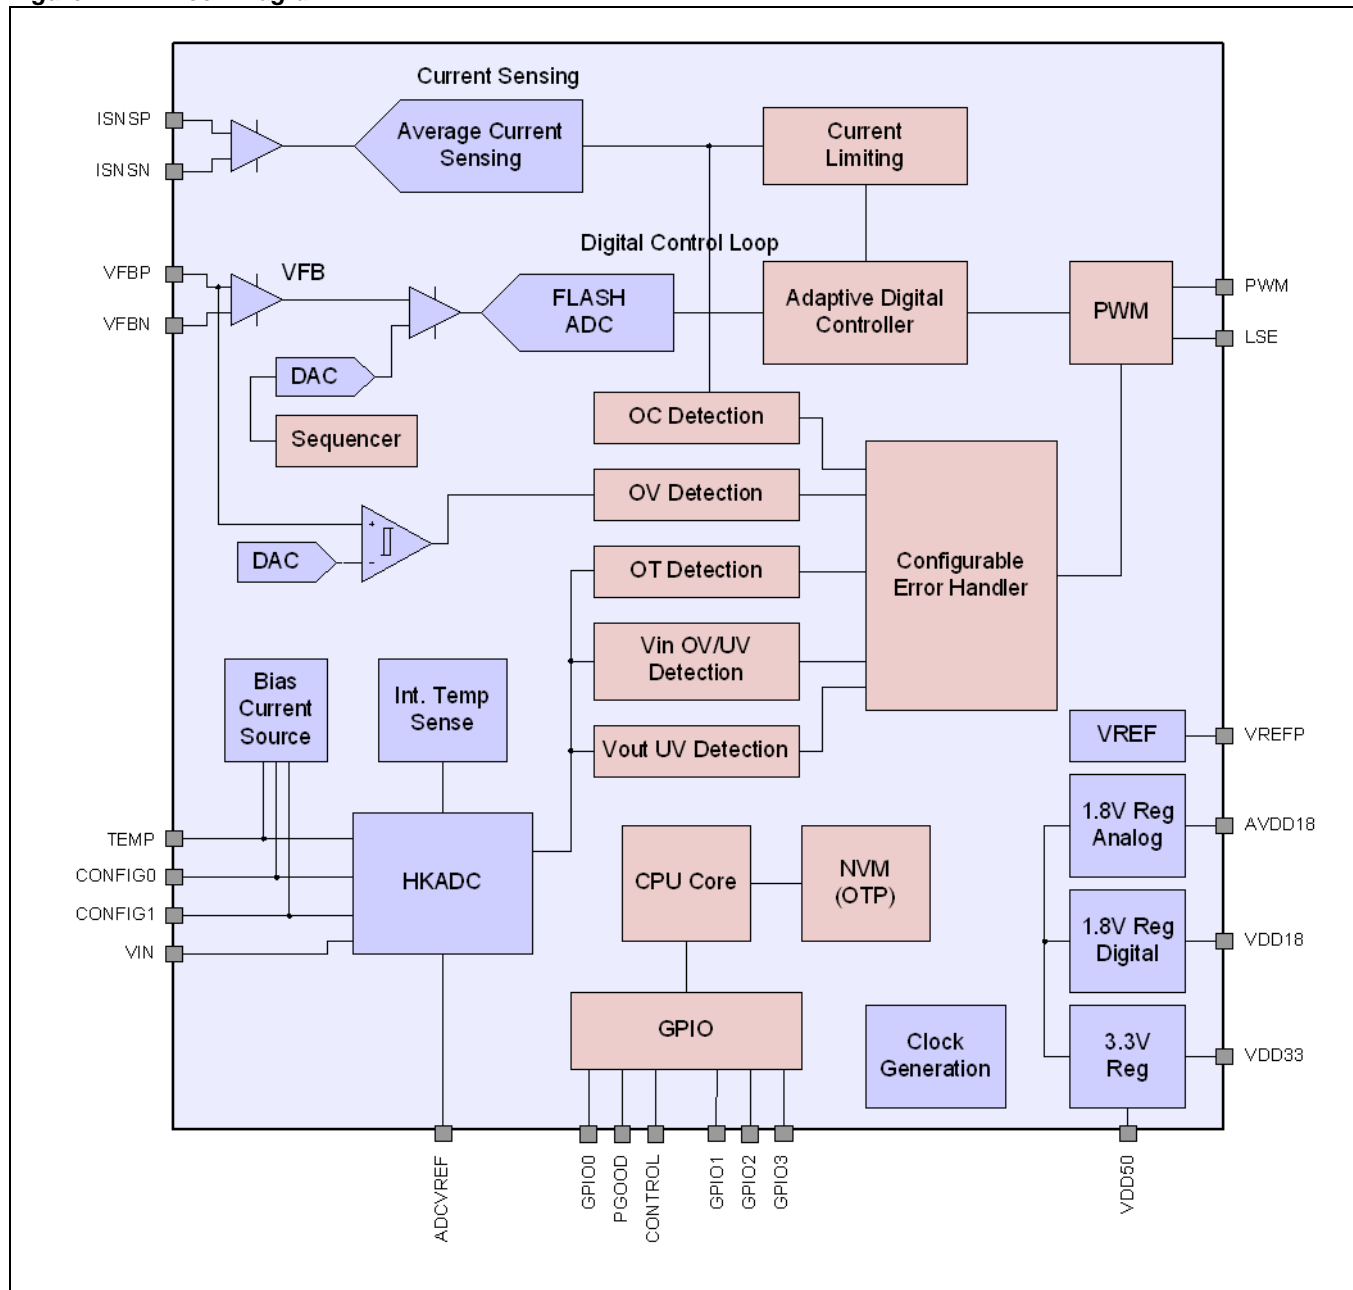 Current Sensing
ISNSP
ISNSN
Average Current
Sensing
Current
Limiting
Digital Control Loop
VFBP
VFBN
VFB
FLASH
ADC
Adaptive Digital
Controller
PWM
PWM
LSE
DAC
Sequencer
OC Detection
OV Detection
+
-
DAC
OT Detection
Configurable
Error Handler
Vin OV/UV
Detection
Vout UV Detection
Bias
Current
Source
Int. Temp
Sense
VREF
VREFP
1.8V Reg
Analog
AVDD18
TEMP
CONFIG0
CONFIG1
VIN
HKADC
CPU Core
NVM
(OTP)
1.8V Reg
Digital
VDD18
GPIO
Clock
Generation
3.3V
Reg
VDD33
ADCVREF
GPIO0
PGOOD
CONTROL
GPIO1
GPIO2
GPIO3
VDD50